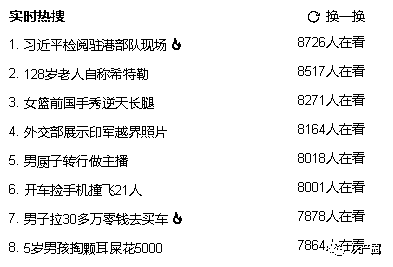 实时热搜 换一换
1. 习近平检阅驻港部队现场 8726人在看
2. 128岁老人自称希特勒 8517人在看
3. 女篮前国手秀逆天长腿 8271人在看
4. 外交部展示印军越界照片 8164人在看
5. 男厨子转行做主播 8018人在看
6. 开车捡手机撞飞21人 8001人在看
7. 男子拉30多万零钱去买车 7878人在看
8. 5岁男孩掏颗耳屎花5000 7864人在看